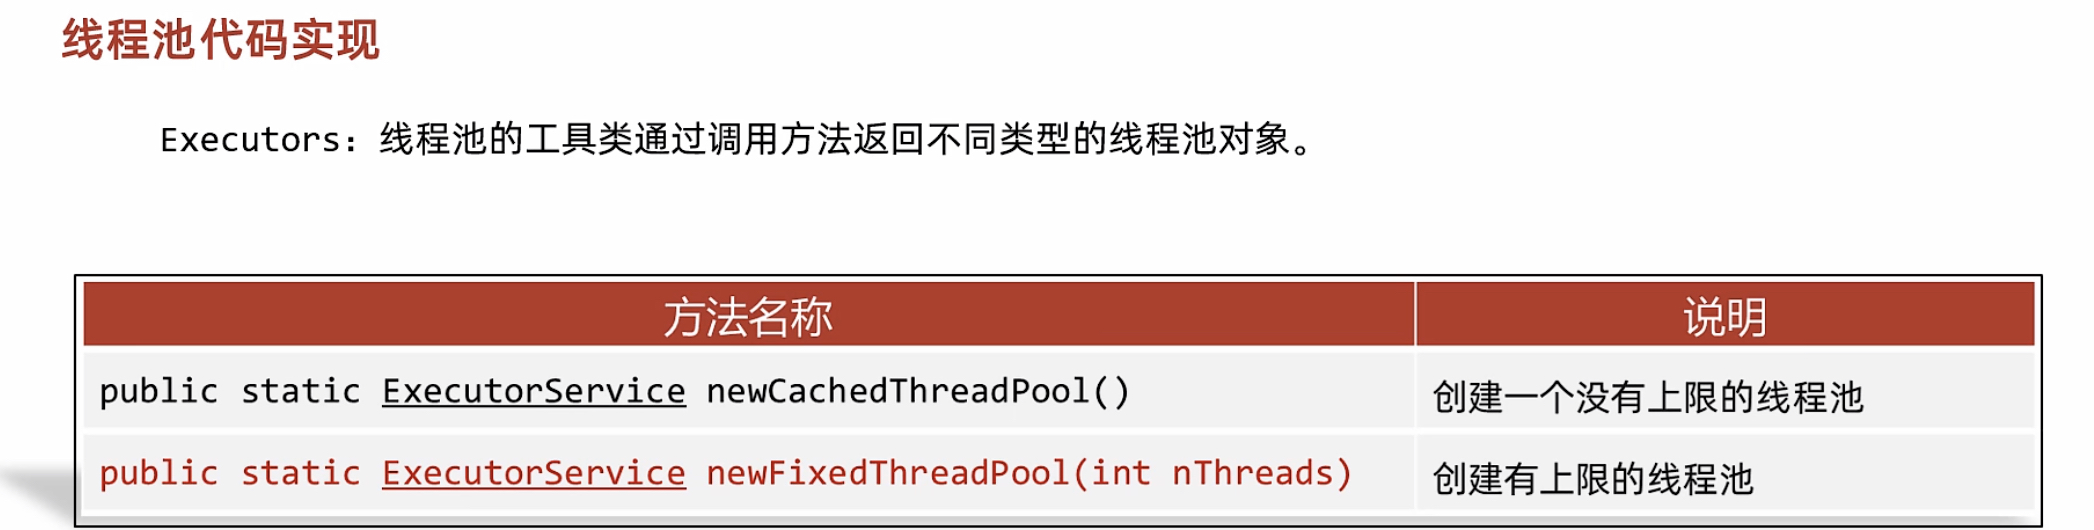 线程池代码实现
Executors: 线程池的工具类通过调用方法返回不同类型的线程池对象。
方法名称 说明
public static ExecutorService newCachedThreadPool() 创建一个没有上限的线程池
public static ExecutorService newFixedThreadPool(int nThreads) 创建有上限的线程池